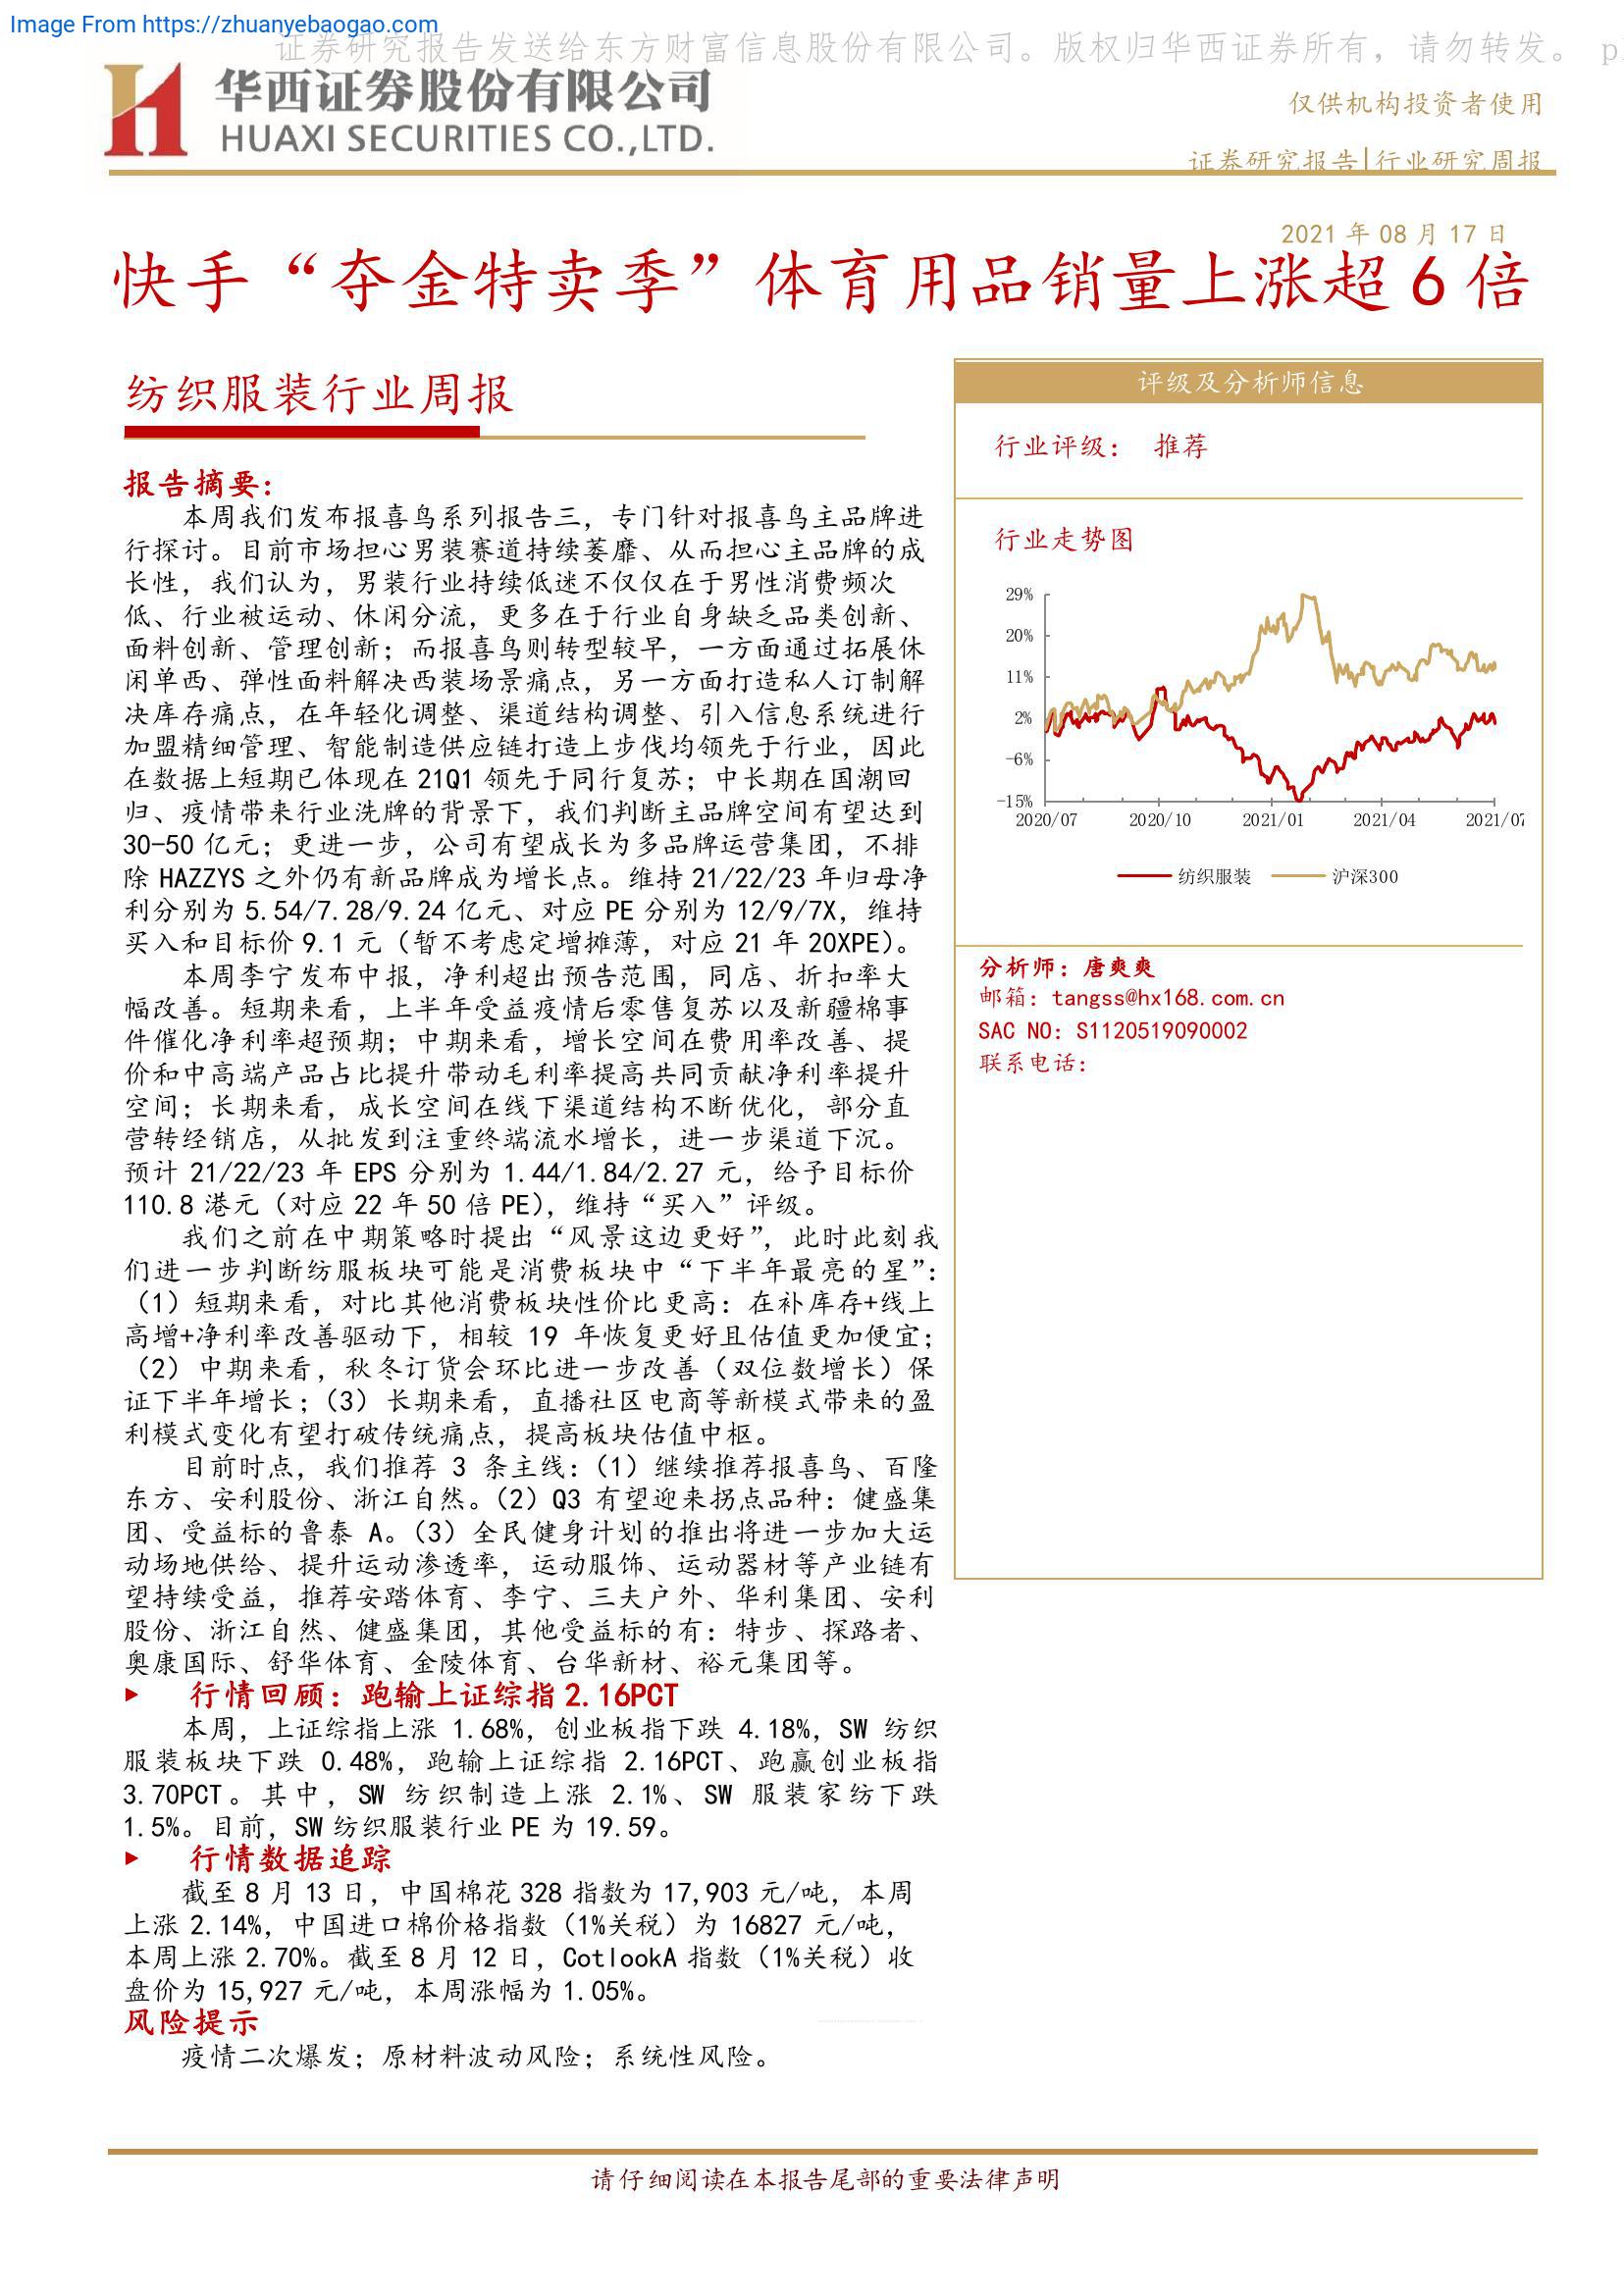 Image From https://zhuanyebaogao.com
证券研究报告发送给东方财富信息股份有限公司。版权归华西证券所有，请勿转发。 p
华西证券股份有限公司
HUAXI SECURITIES CO.,LTD.
仅供机构投资者使用
证券研究报告|行业研究周报
2021 年 08 月 17 日
快手“夺金特卖季”体育用品销量上涨超 6 倍
纺织服装行业周报
报告摘要：
本周我们发布报喜鸟系列报告三，专门针对报喜鸟主品牌进
行探讨。目前市场担心男装赛道持续萎靡、从而担心主品牌的成
长性，我们认为，男装行业持续低迷不仅仅在于男性消费频次
低、行业被运动、休闲分流，更多在于行业自身缺乏品类创新、
面料创新、管理创新；而报喜鸟则转型较早，一方面通过拓展休
闲单西、弹性面料解决西装场景痛点，另一方面打造私人订制解
决库存痛点，在年轻化调整、渠道结构调整、引入信息系统进行
加盟精细管理、智能制造供应链打造上步伐均领先于行业，因此
在数据上短期已体现在 21Q1 领先于同行复苏；中长期在国潮回
归、疫情带来行业洗牌的背景下，我们判断主品牌空间有望达到
30-50 亿元；更进一步，公司有望成长为多品牌运营集团，不排
除 HAZZYS 之外仍有新品牌成为增长点。维持 21/22/23 年归母净
利分别为 5.54/7.28/9.24 亿元、对应 PE 分别为 12/9/7X，维持
买入和目标价 9.1 元（暂不考虑定增摊薄，对应 21 年 20XPE）。
本周李宁发布中报，净利超出预告范围，同店、折扣率大
幅改善。短期来看，上半年受益疫情后零售复苏以及新疆棉事
件催化净利率超预期；中期来看，增长空间在费用率改善、提
价和中高端产品占比提升带动毛利率提高共同贡献净利率提升
空间；长期来看，成长空间在线下渠道结构不断优化，部分直
营转经销店，从批发到注重终端流水增长，进一步渠道下沉。
预计 21/22/23 年 EPS 分别为 1.44/1.84/2.27 元，给予目标价
110.8 港元（对应 22 年 50 倍 PE），维持“买入”评级。
我们之前在中期策略时提出“风景这边更好”，此时此刻我
们进一步判断纺服板块可能是消费板块中“下半年最亮的星”：
（1）短期来看，对比其他消费板块性价比更高：在补库存+线上
高增+净利率改善驱动下，相较 19 年恢复更好且估值更加便宜；
（2）中期来看，秋冬订货会环比进一步改善（双位数增长）保
证下半年增长；（3）长期来看，直播社区电商等新模式带来的盈
利模式变化有望打破传统痛点，提高板块估值中枢。
目前时点，我们推荐 3 条主线：（1）继续推荐报喜鸟、百隆
东方、安利股份、浙江自然。（2）Q3 有望迎来拐点品种：健盛集
团、受益标的鲁泰 A。（3）全民健身计划的推出将进一步加大运
动场地供给、提升运动渗透率，运动服饰、运动器材等产业链有
望持续受益，推荐安踏体育、李宁、三夫户外、华利集团、安利
股份、浙江自然、健盛集团，其他受益标的有：特步、探路者、
奥康国际、舒华体育、金陵体育、台华新材、裕元集团等。
▶ 行情回顾：跑输上证综指 2.16PCT
本周，上证综指上涨 1.68%，创业板指下跌 4.18%，SW 纺织
服装板块下跌 0.48%，跑输上证综指 2.16PCT、跑赢创业板指
3.70PCT。其中，SW 纺织制造上涨 2.1%、SW 服装家纺下跌
1.5%。目前，SW 纺织服装行业 PE 为 19.59。
▶ 行情数据追踪
截至 8 月 13 日，中国棉花 328 指数为 17,903 元/吨，本周
上涨 2.14%，中国进口棉价格指数（1%关税）为 16827 元/吨，
本周上涨 2.70%。截至 8 月 12 日，CotlookA 指数（1%关税）收
盘价为 15,927 元/吨，本周涨幅为 1.05%。
风险提示
疫情二次爆发；原材料波动风险；系统性风险。
评级及分析师信息
行业评级： 推荐
行业走势图
29%
20%
11%
2%
-6%
-15%
2020/07 2020/10 2021/01 2021/04 2021/07
纺织服装 沪深300
分析师：唐爽爽
邮箱：tangss@hx168.com.cn
SAC NO：S1120519090002
联系电话：
请仔细阅读在本报告尾部的重要法律声明